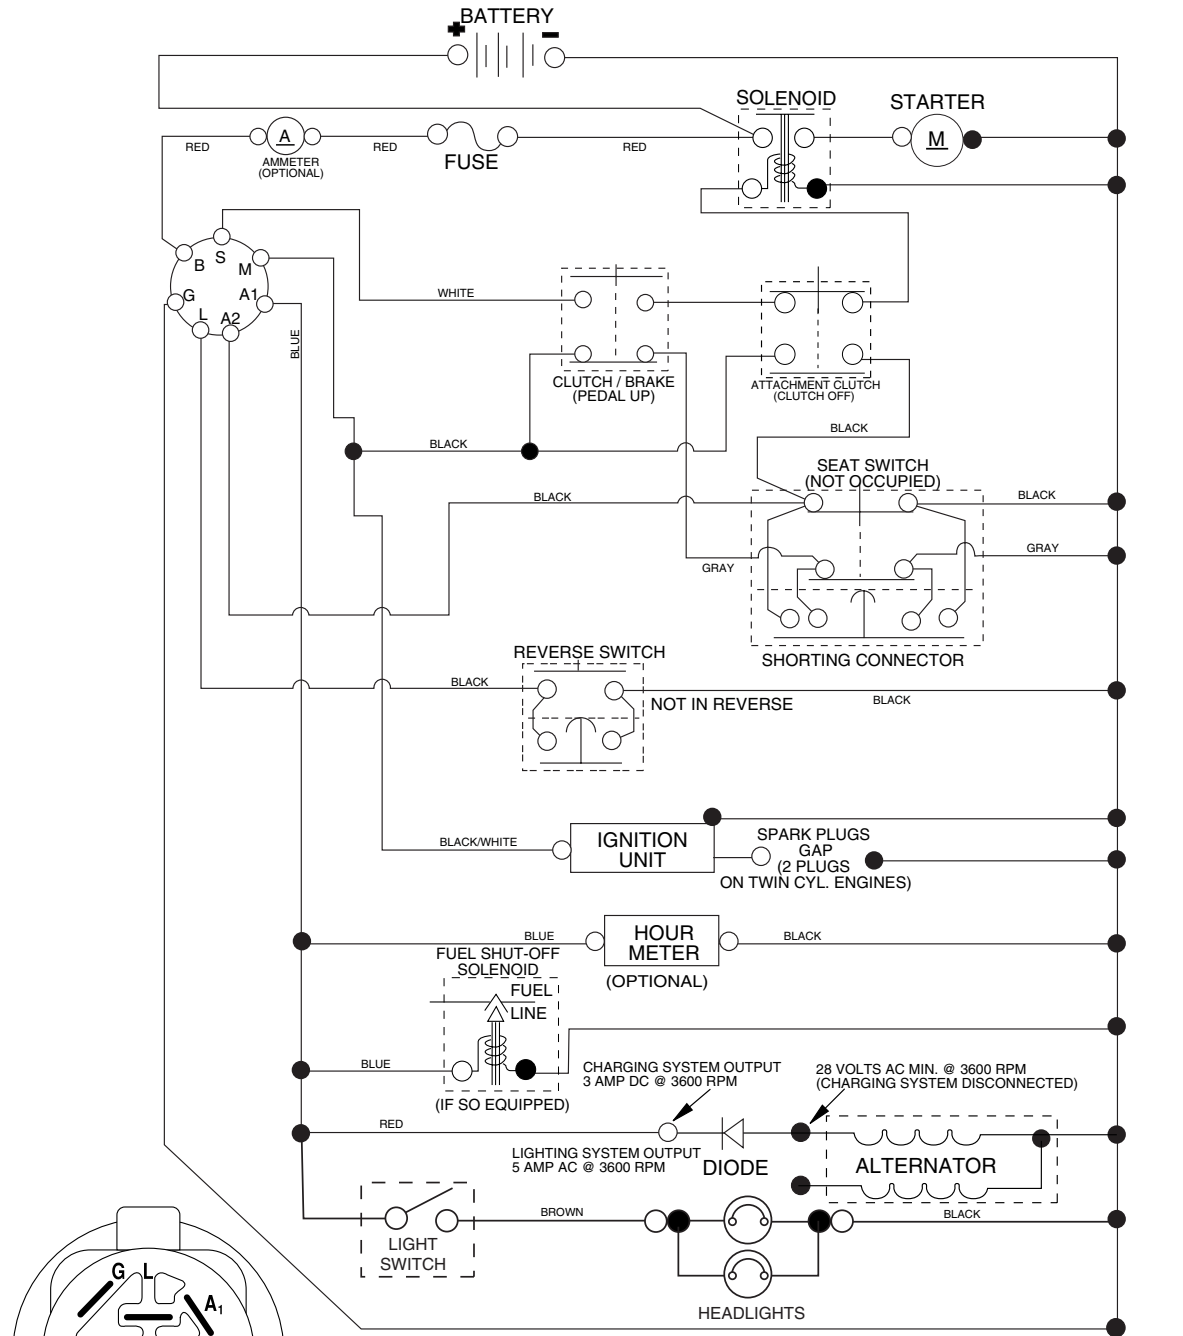 BATTERY
+ -
SOLENOID
STARTER
A
M
RED
RED
FUSE
RED
AMMETER
(OPTIONAL)
B
S
M
G
A1
L
A2
WHITE
BLUE
CLUTCH / BRAKE
(PEDAL UP)
ATTACHMENT CLUTCH
(CLUTCH OFF)
BLACK
BLACK
SEAT SWITCH
(NOT OCCUPIED)
BLACK
BLACK
GRAY
GRAY
SHORTING CONNECTOR
REVERSE SWITCH
BLACK
NOT IN REVERSE
BLACK
BLACK/WHITE
IGNITION
UNIT
SPARK PLUGS
GAP
(2 PLUGS
ON TWIN CYL. ENGINES)
BLUE
HOUR
METER
BLACK
(OPTIONAL)
FUEL SHUT-OFF
SOLENOID
FUEL
LINE
BLUE
(IF SO EQUIPPED)
CHARGING SYSTEM OUTPUT
3 AMP DC @ 3600 RPM
28 VOLTS AC MIN. @ 3600 RPM
(CHARGING SYSTEM DISCONNECTED)
RED
LIGHTING SYSTEM OUTPUT
5 AMP AC @ 3600 RPM
DIODE
ALTERNATOR
BROWN
BLACK
LIGHT
SWITCH
HEADLIGHTS
G L
A1